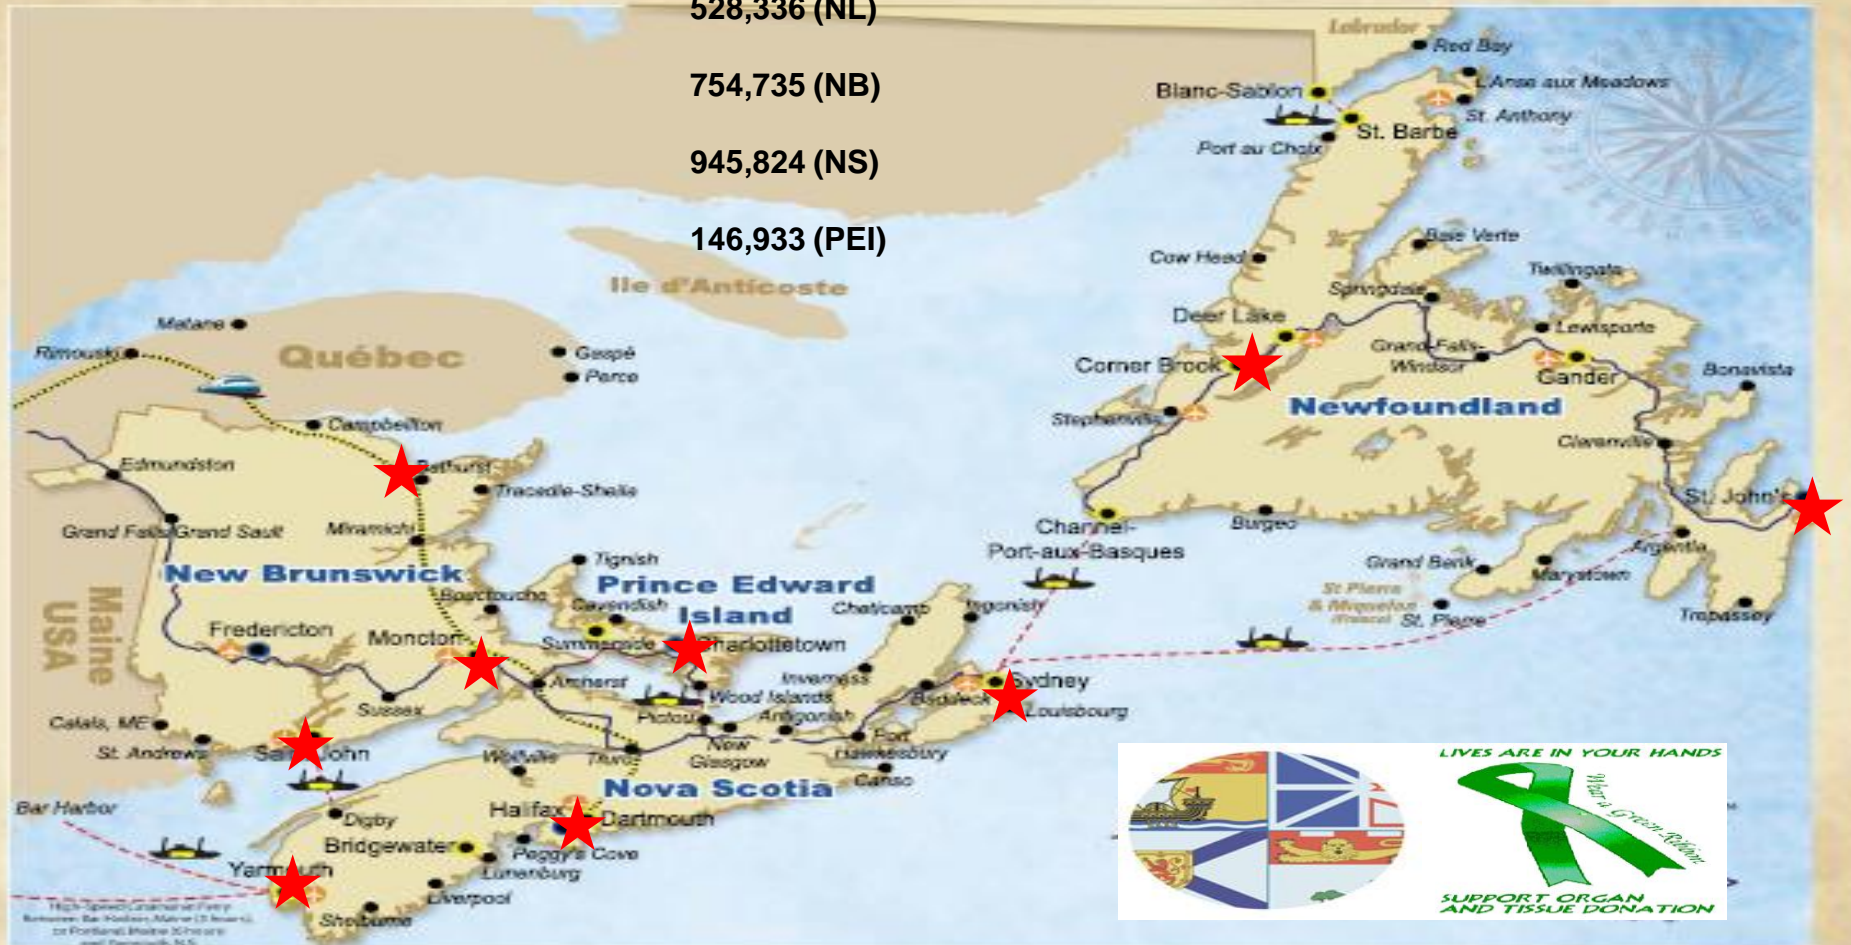 528,336 (NL)
754,735 (NB)
945,824 (NS)
146,933 (PEI)
Labrador
Red Bay
L'Anse aux Meadows
Blanc-Sablon
St. Anthony
St. Barbe
Port au Choix
Baie Verte
Cow Head
Twillingate
Ile d'Anticoste
Springdale
Deer Lake
Lewisporte
Matane
Rimouski
Québec
Gaspé
Perce
Grand Falls-
Windsor
Corner Brook
Gander
Bonavista
Newfoundland
Stephenville
Campbellton
Clarenville
Edmundston
Bathurst
Tracadie-Sheila
St. John's
Grand Falls/Grand Sault
Miramichi
Channel-
Port-aux-Basques
Burgeo
Argentia
Tignish
Grand Bank
Marystown
New Brunswick
Prince Edward
Island
St Pierre
& Miquelon
(France)
St. Pierre
Trepassey
Maine
USA
Bouctouche
Cavendish
Cheticamp
Ingonish
Fredericton
Moncton
Summerside
Charlottetown
Inverness
Sydney
Amherst
Wood Islands
Baddeck
Louisbourg
Sussex
Pictou
Antigonish
Calais, ME
St. Andrews
Saint John
Wolfville
Truro
New
Glasgow
Port
Hawkesbury
Canso
Nova Scotia
Bar Harbor
Digby
Halifax
Dartmouth
Bridgewater
Peggy's Cove
Lunenburg
Yarmouth
Liverpool
Shelburne
High-Speed
Ferry
LIVES ARE IN YOUR HANDS
Wear a Green Ribbon
SUPPORT ORGAN
AND TISSUE DONATION